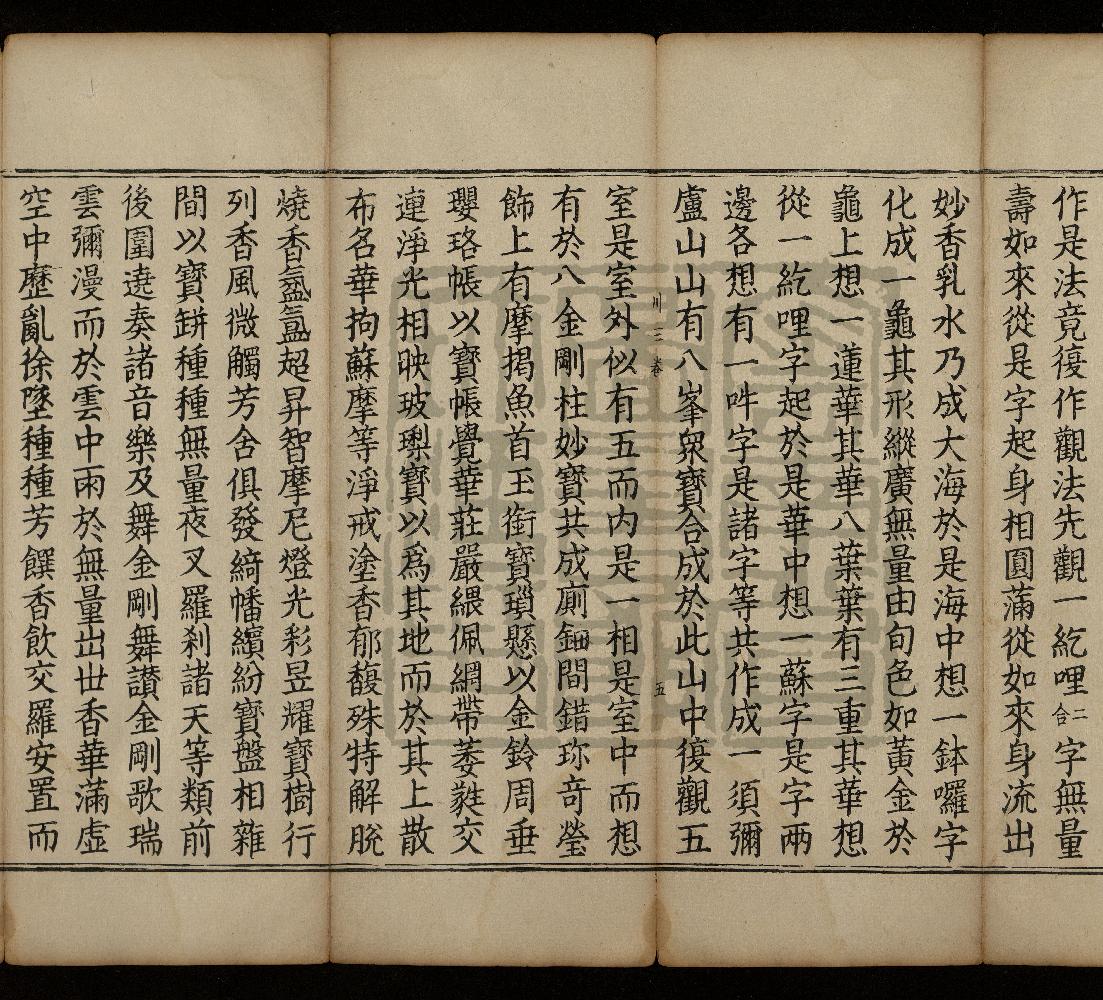 作是法竟復作觀法先觀一紇哩二合字無量
壽如來從是字起身相圓滿從如來身流出
妙香乳水乃成大海於是海中想一鉢囉字
化成一龜其形縱廣無量由旬色如黃金於
龜上想一蓮華其華八葉葉有三重其華想
從一紇哩字起於是華中想一蘇字是字兩
邊各想有一吽字是諸字等共作成一須彌
盧山山有八峯衆寶合成於此山中復觀五
川三卷 五
室是室外似有五而内是一相是室中而想
有於八金剛柱妙寶共成厠鈿間錯珎竒瑩
飾上有摩揭魚首玉銜寶瓔懸以金鈴周垂
瓔珞帳以寶帳覺華莊嚴綴佩網帶萎蕤交
連淨光相映玻瓈寶以爲其地而於其上散
布名華拘蘇摩等淨戒塗香郁馥殊特解脫
燒香氳氳超昇智摩尼燈光彩昱耀寶樹行
列香風微觸芳舍俱發綺幡繽紛寶盤相雜
間以寶缾種種無量夜叉羅刹諸天等類前
後圍遶奏諸音樂及舞金剛舞讃金剛歌瑞
雲彌漫而於雲中雨於無量出世香華滿虛
空中歷亂徐墜種種芳饌香飲交羅安置而